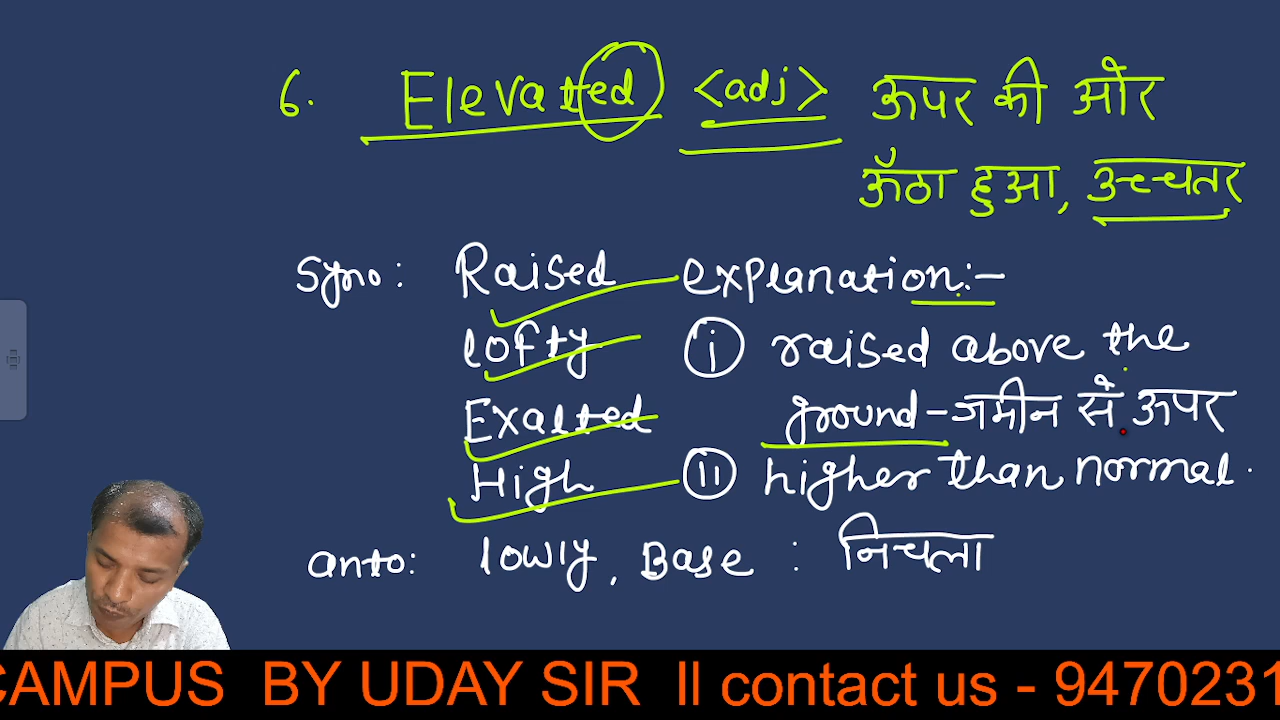 6. Elevated <adj> ऊपर की ओर
ऊँठा हुआ, उच्चतर
Syno: Raised explanation:-
lofty (i) raised above the
Exalted ground - जमीन से ऊपर
High (ii) higher than normal.
anto: lowly, Base : निचला
CAMPUS BY UDAY SIR ll contact us - 9470231